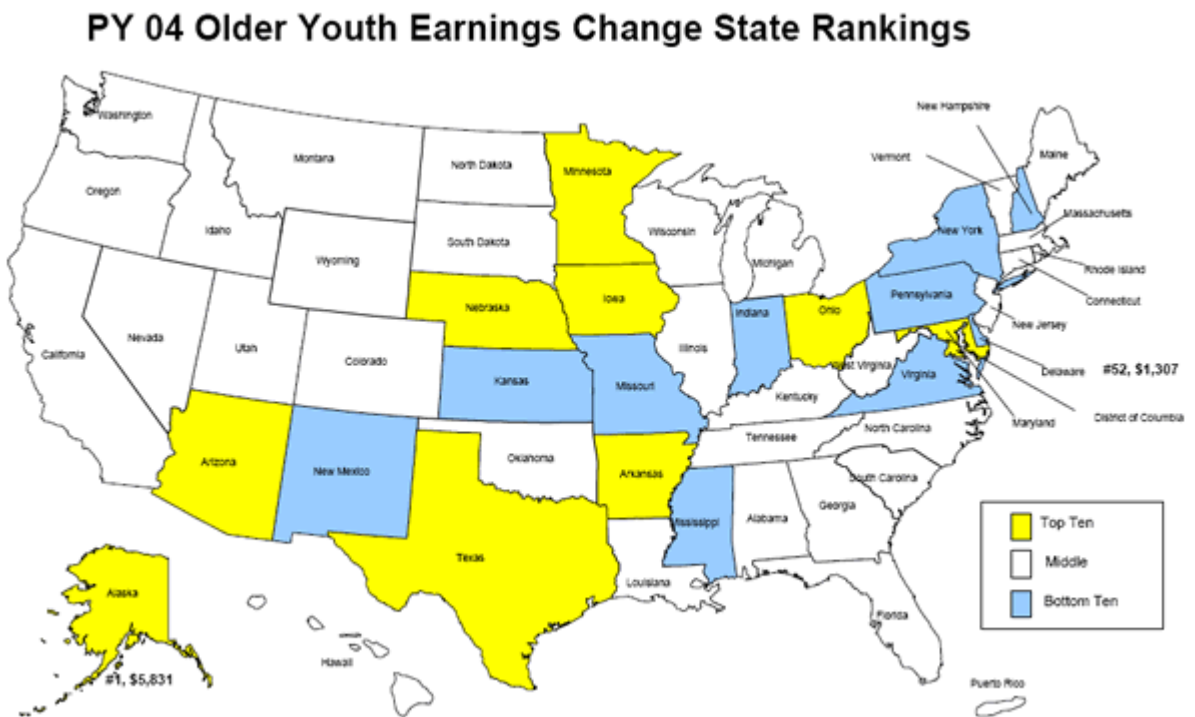 PY 04 Older Youth Earnings Change State Rankings
Washington
Montana
North Dakota
Minnesota
New Hampshire
Vermont
Maine
Oregon
Idaho
Wyoming
South Dakota
Wisconsin
Michigan
New York
Massachusetts
Rhode Island
Connecticut
New Jersey
Nebraska
Iowa
Pennsylvania
California
Nevada
Utah
Colorado
Kansas
Missouri
Illinois
Indiana
Ohio
West Virginia
Virginia
Delaware
#52, $1,307
District of Columbia
Maryland
Kentucky
Tennessee
North Carolina
South Carolina
Arizona
New Mexico
Oklahoma
Arkansas
Texas
Mississippi
Alabama
Georgia
Louisiana
Florida
Top Ten
Middle
Bottom Ten
Alaska
#1, $5,831
Hawaii
Puerto Rico